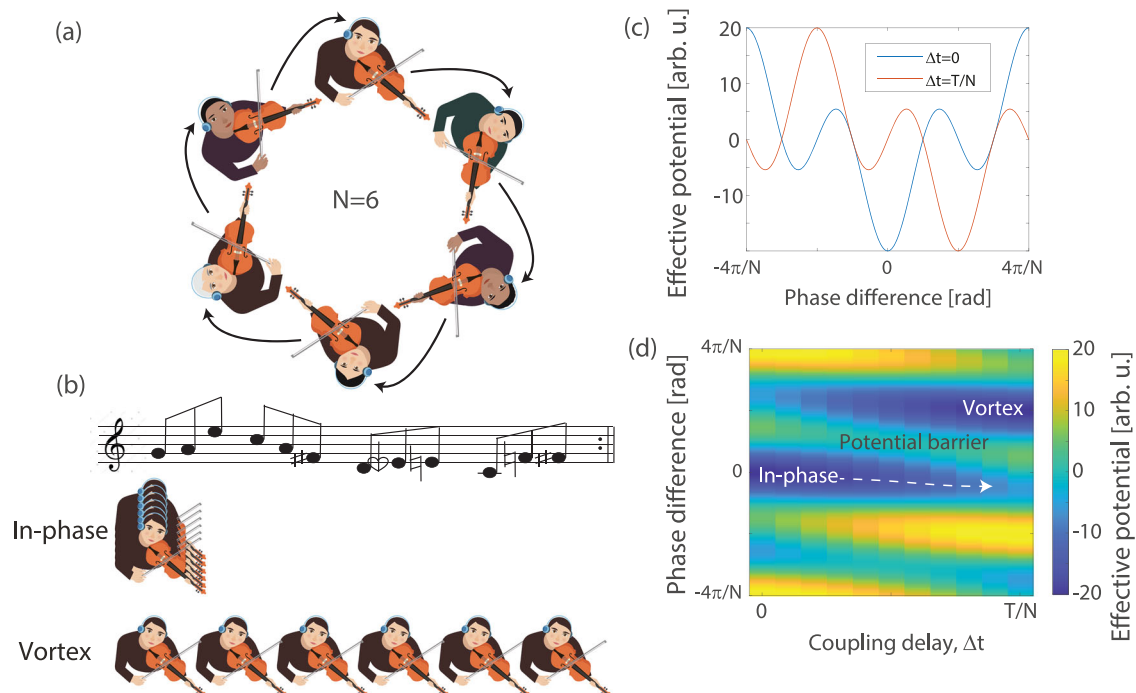 (a)
N=6
(b)
In-phase
Vortex
(c)
Effective potential [arb. u.]
20
10
0
-10
-4π/N
0
4π/N
Phase difference [rad]
Δt=0
Δt=T/N
(d)
Phase difference [rad]
4π/N
0
-4π/N
Vortex
Potential barrier
In-phase
0
T/N
Coupling delay, Δt
20
10
0
-10
-20
Effective potential [arb. u.]